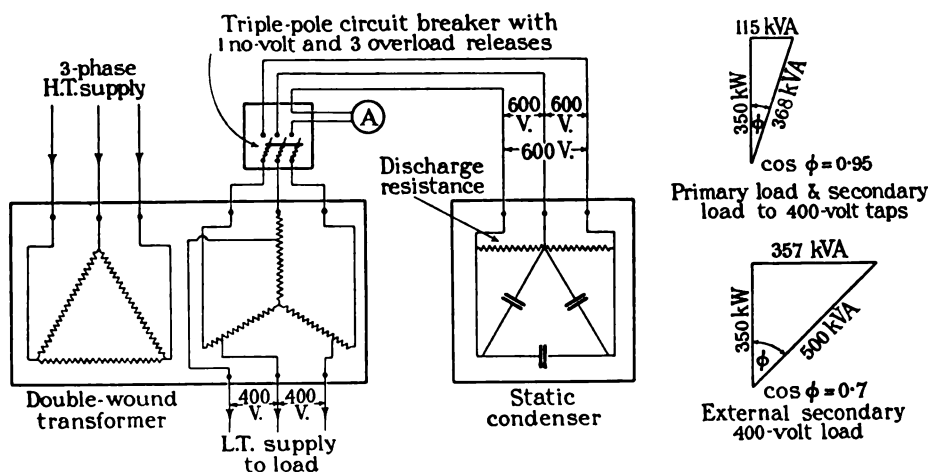 Triple-pole circuit breaker with
1 no-volt and 3 overload releases
3-phase
H.T. supply
A
600 V.
600 V.
600 V.
Discharge
resistance
Double-wound
transformer
400 V.
400 V.
L.T. supply
to load
Static
condenser
115 kVA
350 kW
ϕ
368 kVA
cos ϕ = 0·95
Primary load & secondary
load to 400-volt taps
357 kVA
350 kW
ϕ
500 kVA
cos ϕ = 0·7
External secondary
400-volt load